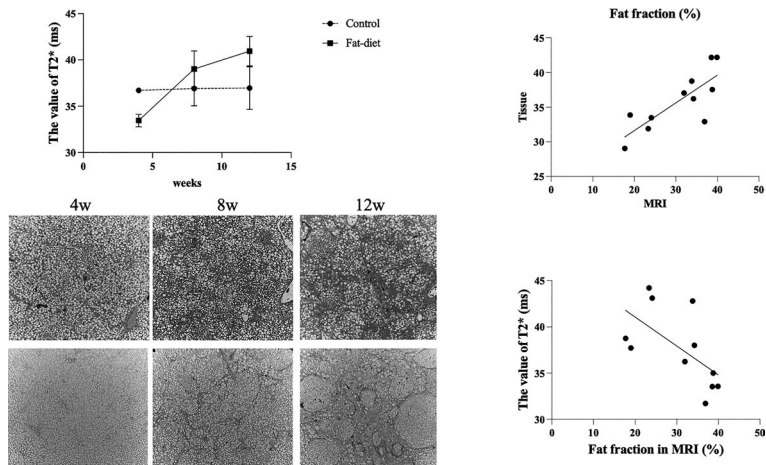 Control
Fat-diet
The value of T2* (ms)
45
40
35
30
0 5 10 15
weeks
4w 8w 12w
Fat fraction (%)
Tissue
45
40
35
30
25
0 10 20 30 40 50
MRI
The value of T2* (ms)
45
40
35
30
0 10 20 30 40 50
Fat fraction in MRI (%)